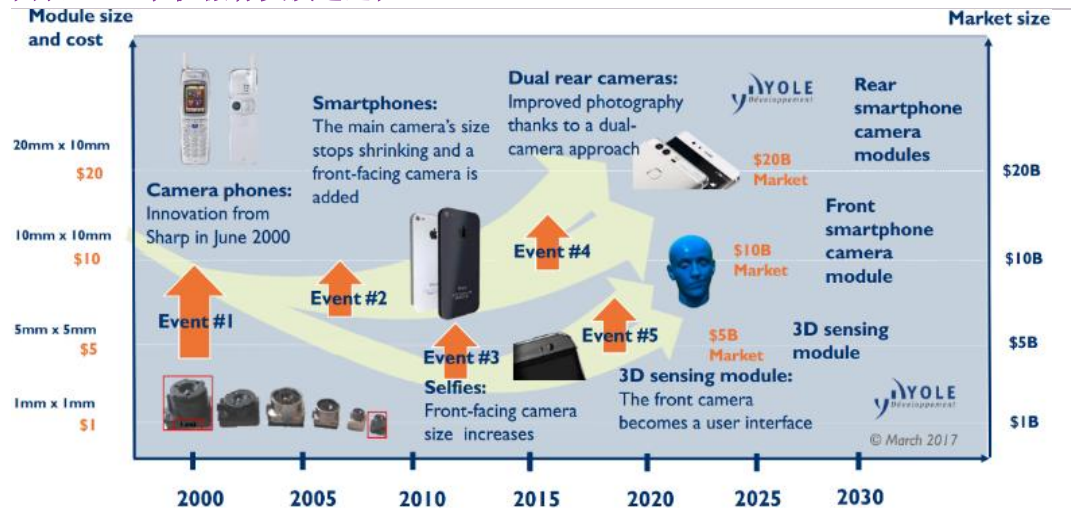 Module size
and cost
Market size
20mm x 10mm
$20
10mm x 10mm
$10
5mm x 5mm
$5
1mm x 1mm
$1
Camera phones:
Innovation from
Sharp in June 2000
Event #1
Smartphones:
The main camera's size
stops shrinking and a
front-facing camera is
added
Event #2
Event #3
Selfies:
Front-facing camera
size increases
Dual rear cameras:
Improved photography
thanks to a dual-
camera approach
Event #4
Event #5
3D sensing module:
The front camera
becomes a user interface
YOLE
Développement
$20B
Market
$10B
Market
$5B
Market
Rear
smartphone
camera
modules
Front
smartphone
camera
module
3D sensing
module
YOLE
Développement
© March 2017
$20B
$10B
$5B
$1B
2000
2005
2010
2015
2020
2025
2030